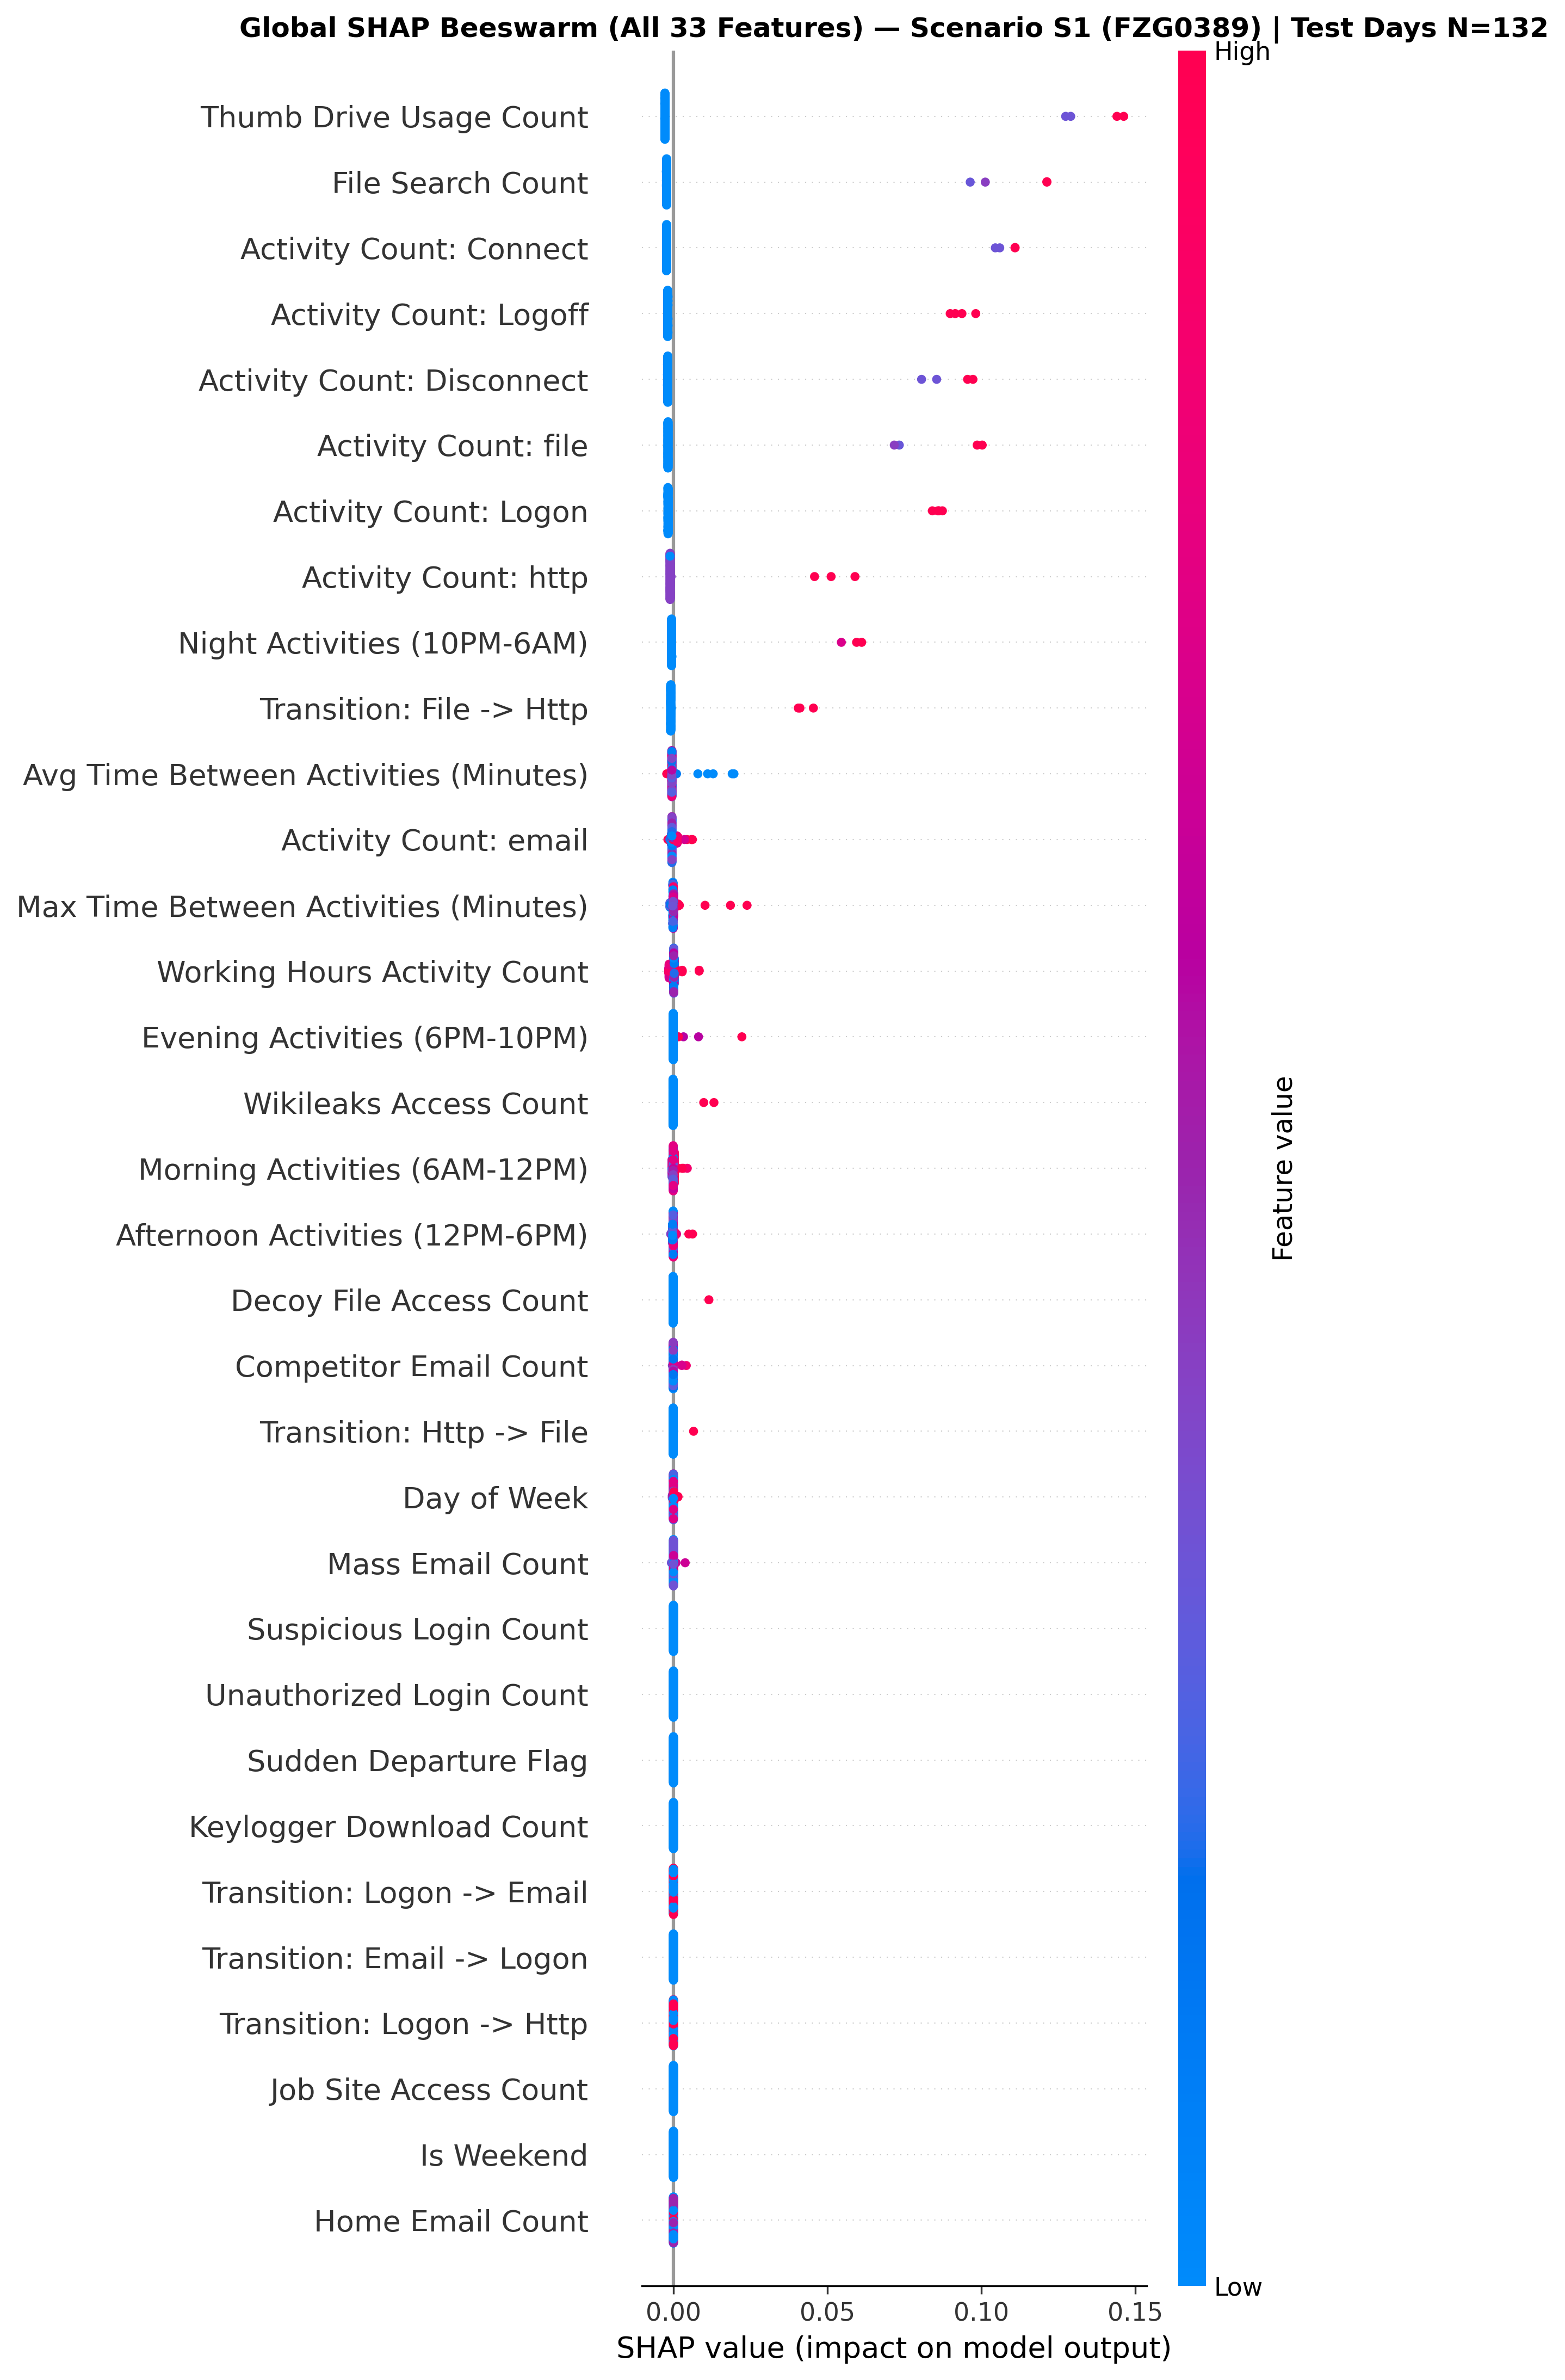 Global SHAP Beeswarm (All 33 Features) — Scenario S1 (FZG0389) | Test Days N=132
High
Thumb Drive Usage Count
File Search Count
Activity Count: Connect
Activity Count: Logoff
Activity Count: Disconnect
Activity Count: file
Activity Count: Logon
Activity Count: http
Night Activities (10PM-6AM)
Transition: File -> Http
Avg Time Between Activities (Minutes)
Activity Count: email
Max Time Between Activities (Minutes)
Working Hours Activity Count
Evening Activities (6PM-10PM)
Wikileaks Access Count
Morning Activities (6AM-12PM)
Afternoon Activities (12PM-6PM)
Decoy File Access Count
Competitor Email Count
Transition: Http -> File
Day of Week
Mass Email Count
Suspicious Login Count
Unauthorized Login Count
Sudden Departure Flag
Keylogger Download Count
Transition: Logon -> Email
Transition: Email -> Logon
Transition: Logon -> Http
Job Site Access Count
Is Weekend
Home Email Count
Feature value
Low
0.00 0.05 0.10 0.15
SHAP value (impact on model output)